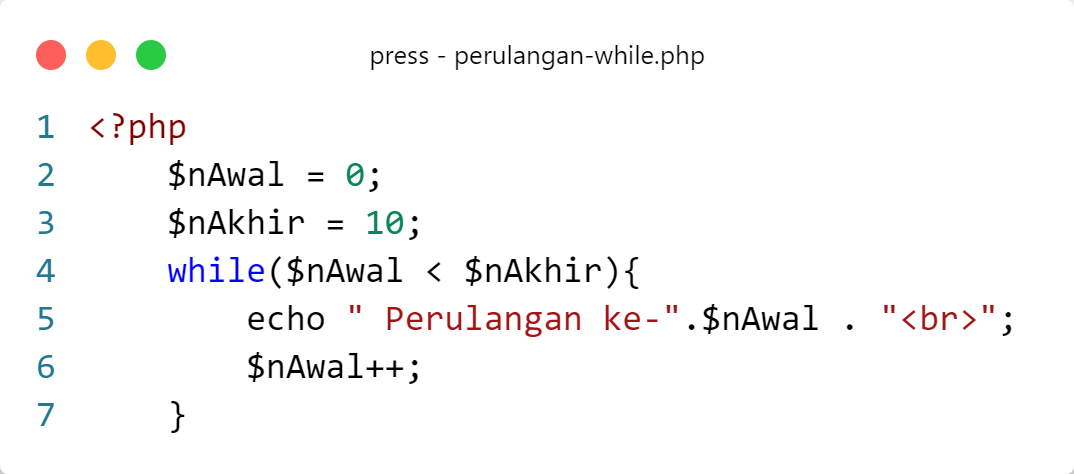 press - perulangan-while.php
1 <?php
2     $nAwal = 0;
3     $nAkhir = 10;
4     while($nAwal < $nAkhir){
5         echo " Perulangan ke-".$nAwal . "<br>";
6         $nAwal++;
7     }